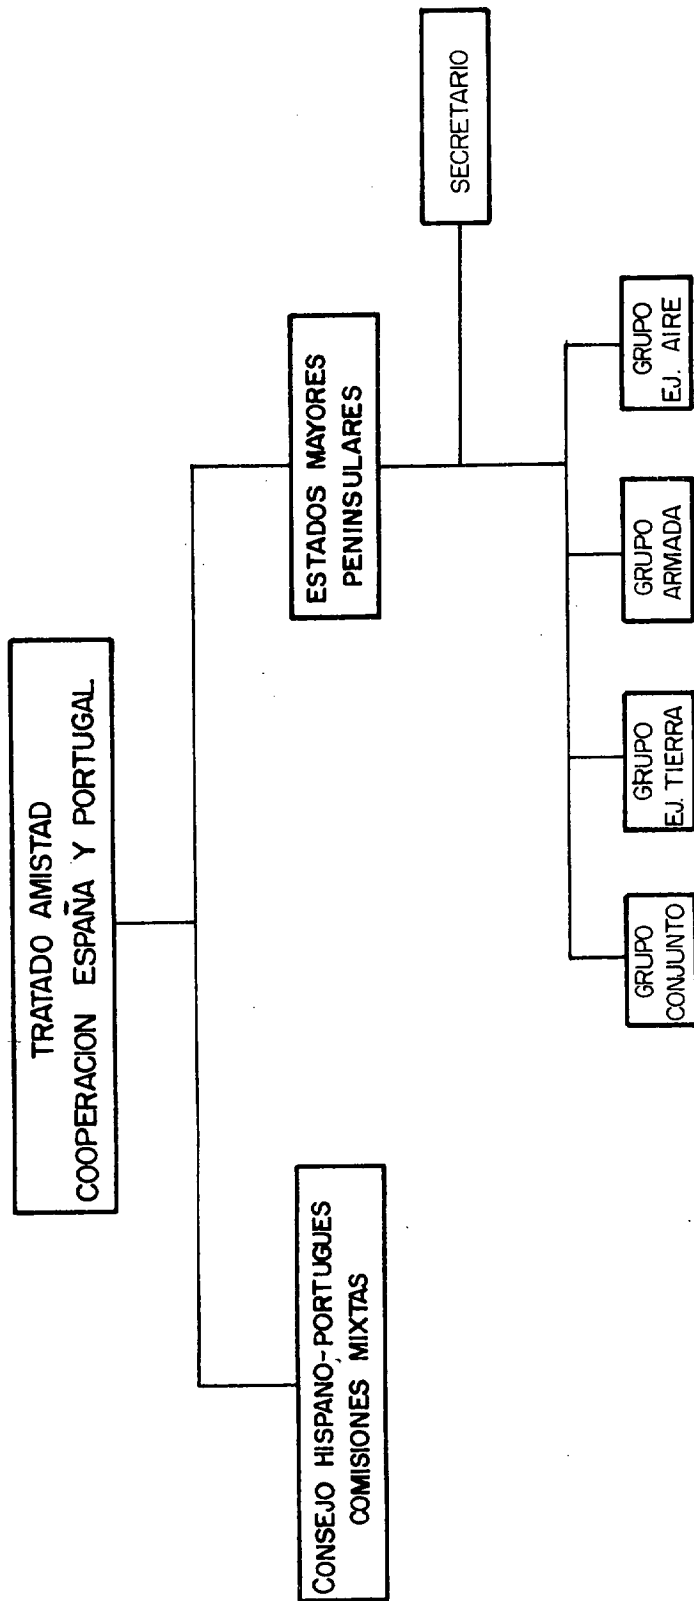 TRATADO AMISTAD
COOPERACION ESPAÑA Y PORTUGAL.
CONSEJO HISPANO-PORTUGUES
COMISIONES MIXTAS
ESTADOS MAYORES
PENINSULARES
SECRETARIO
GRUPO
CONJUNTO
GRUPO
EJ. TIERRA
GRUPO
ARMADA
GRUPO
EJ. AIRE